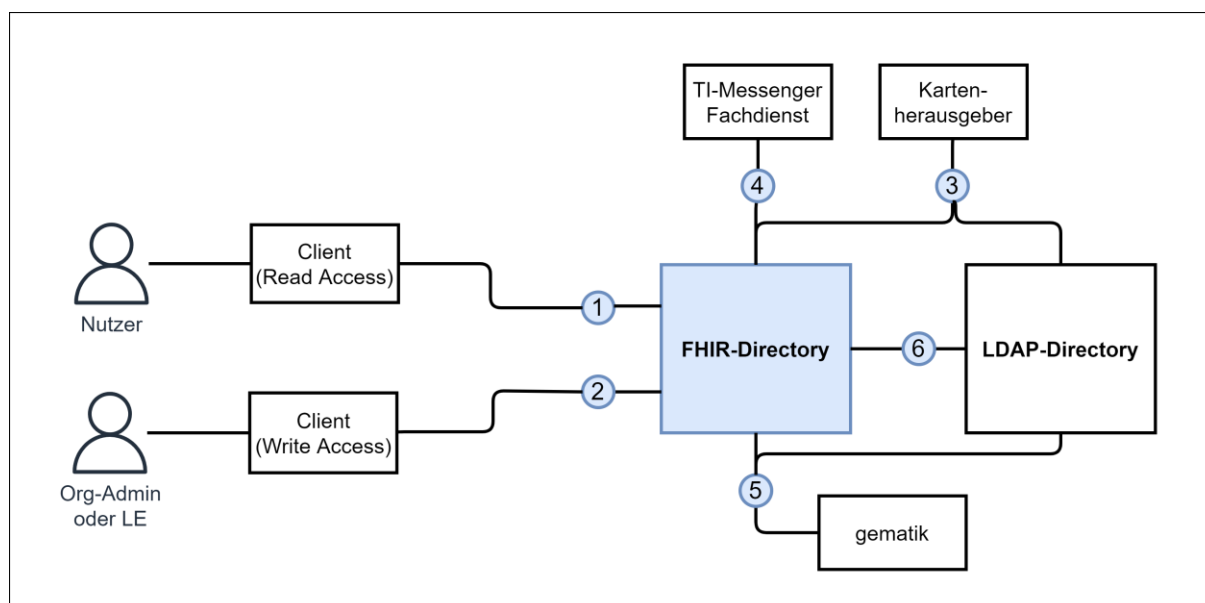 TI-Messenger
Fachdienst
Karten-
herausgeber
4
3
Client
(Read Access)
Nutzer
1
FHIR-Directory
6
LDAP-Directory
2
Client
(Write Access)
Org-Admin
oder LE
5
gematik